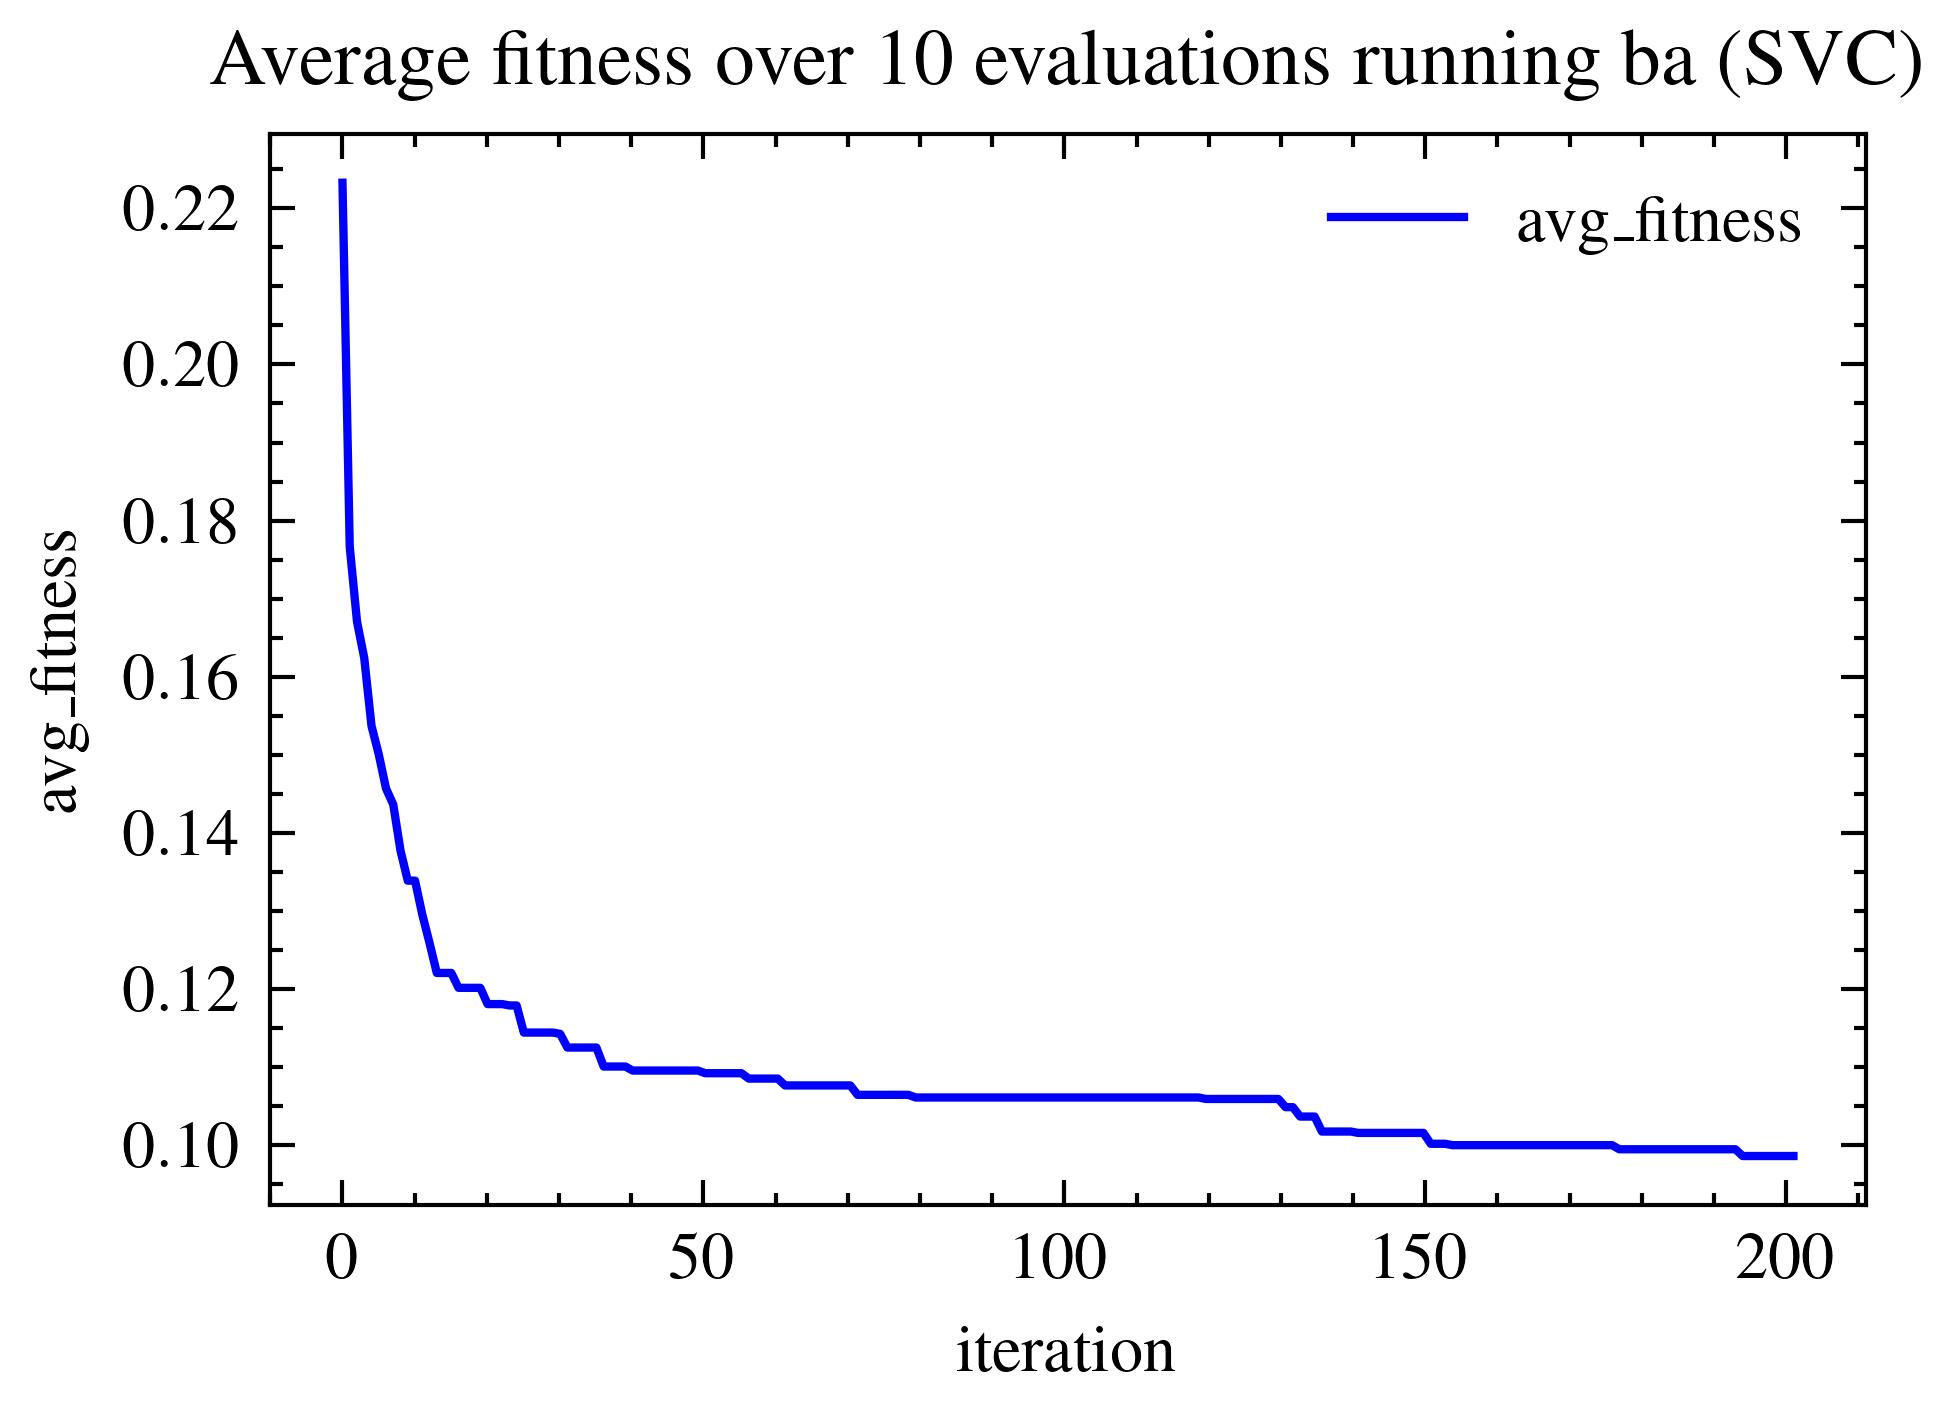 Average fitness over 10 evaluations running ba (SVC)
avg_fitness
0.22
0.20
0.18
0.16
0.14
0.12
0.10
avg_fitness
0 50 100 150 200
iteration